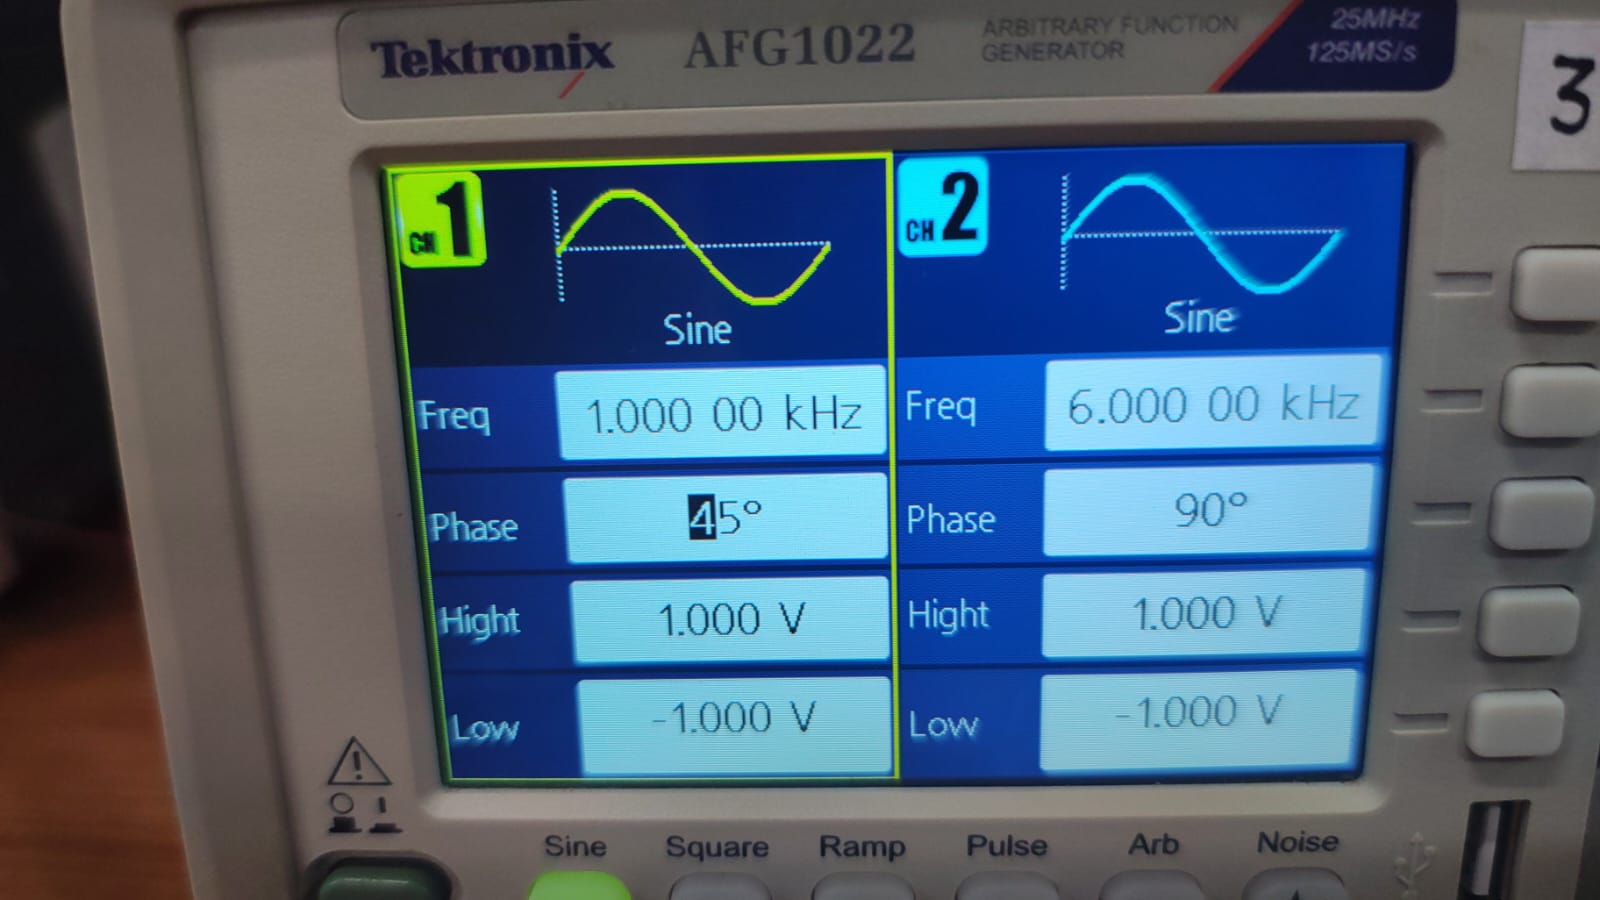 Tektronix AFG1022 ARBITRARY FUNCTION GENERATOR
25MHz
125MS/s
3
CH 1
Sine
Freq 1.000 00 kHz
Phase 45°
Hight 1.000 V
Low -1.000 V
CH 2
Sine
Freq 6.000 00 kHz
Phase 90°
Hight 1.000 V
Low -1.000 V
Sine Square Ramp Pulse Arb Noise